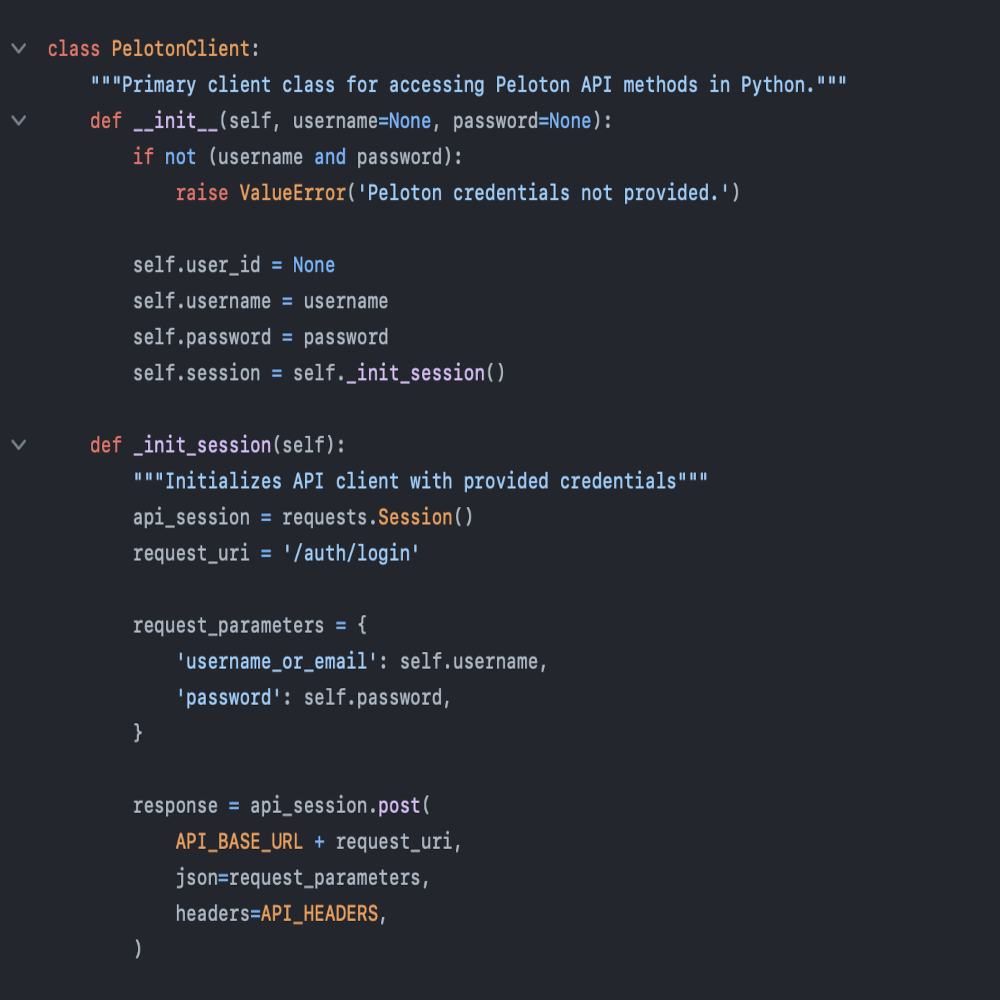 class PelotonClient:
    """Primary client class for accessing Peloton API methods in Python."""
    def __init__(self, username=None, password=None):
        if not (username and password):
            raise ValueError('Peloton credentials not provided.')

        self.user_id = None
        self.username = username
        self.password = password
        self.session = self._init_session()

    def _init_session(self):
        """Initializes API client with provided credentials"""
        api_session = requests.Session()
        request_uri = '/auth/login'

        request_parameters = {
            'username_or_email': self.username,
            'password': self.password,
        }

        response = api_session.post(
            API_BASE_URL + request_uri,
            json=request_parameters,
            headers=API_HEADERS,
        )